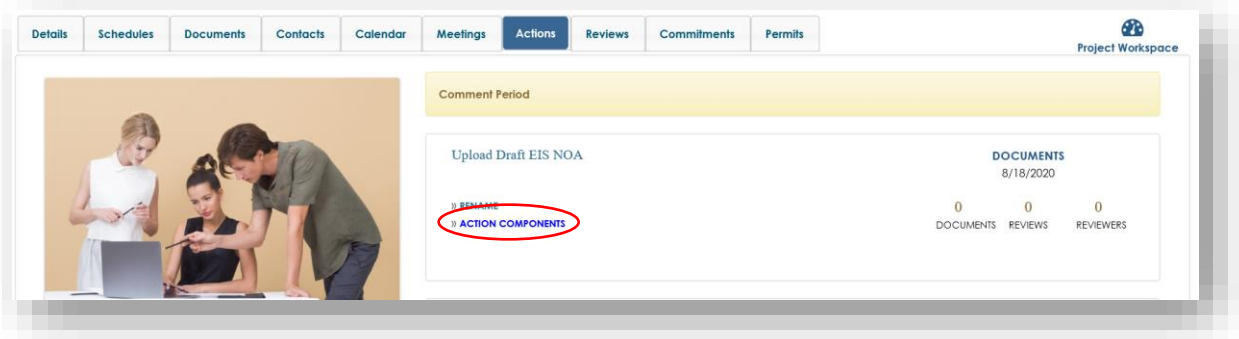 Details Schedules Documents Contacts Calendar Meetings Actions Reviews Commitments Permits
Project Workspace
Comment Period
Upload Draft EIS NOA
DOCUMENTS
8/18/2020
» RENAME
» ACTION COMPONENTS
0 0 0
DOCUMENTS REVIEWS REVIEWERS